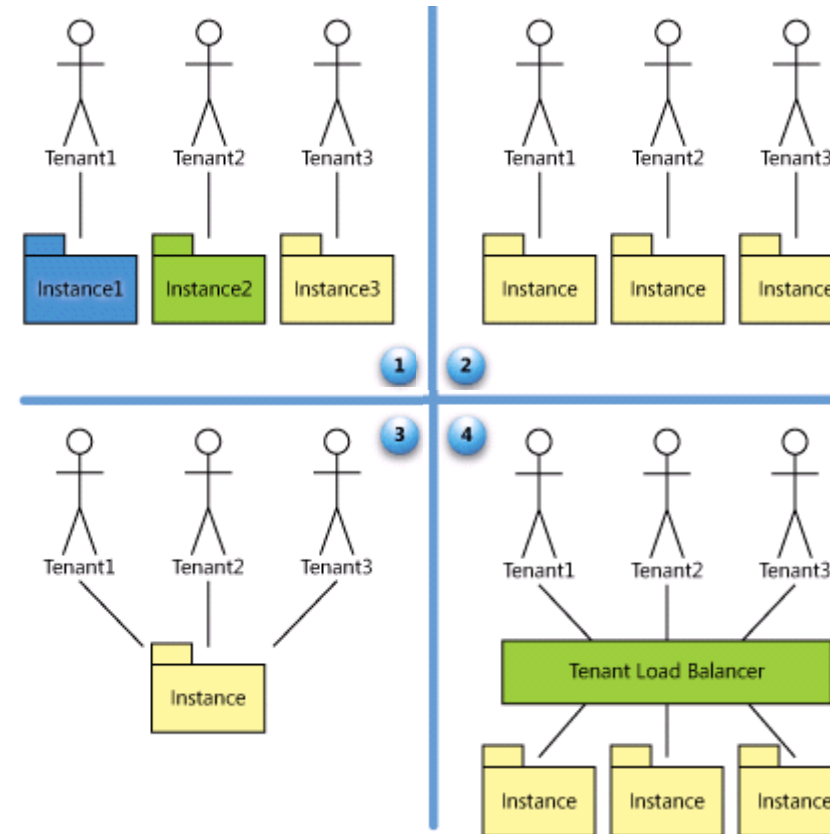 Tenant1 Tenant2 Tenant3
Instance1 Instance2 Instance3
1
2
Tenant1 Tenant2 Tenant3
Instance Instance Instance
3
4
Tenant1 Tenant2 Tenant3
Instance
Tenant1 Tenant2 Tenant3
Tenant Load Balancer
Instance Instance Instance